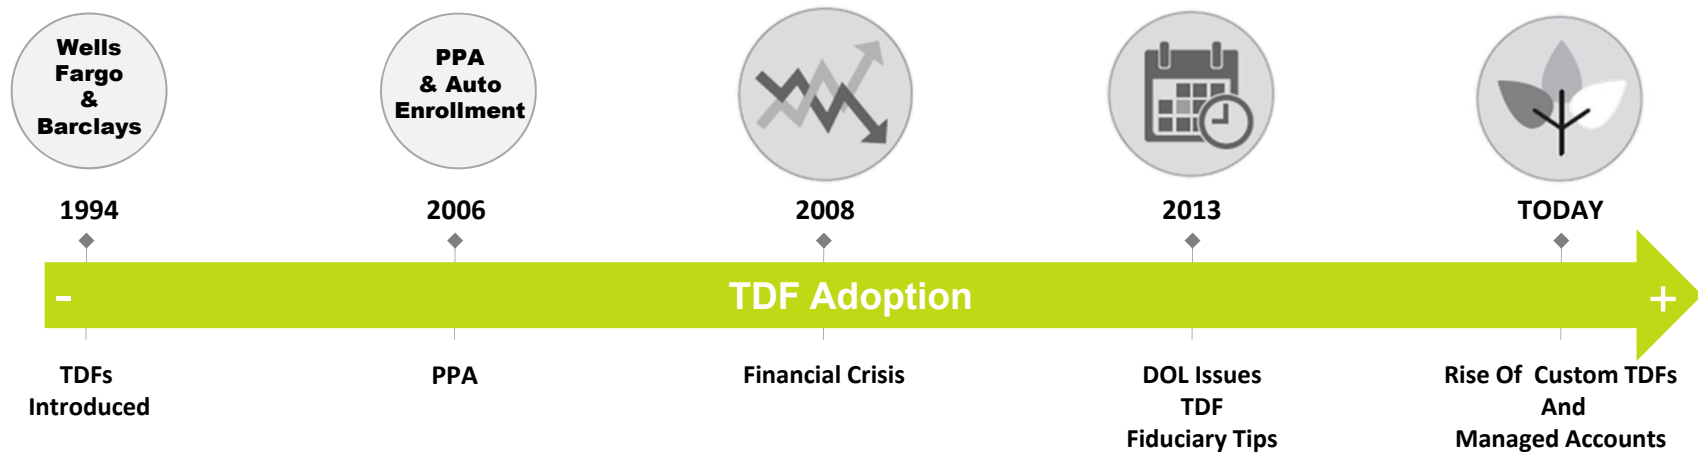 Wells
Fargo
&
Barclays
PPA
& Auto
Enrollment
1994
2006
2008
2013
TODAY
- TDF Adoption +
TDFs
Introduced
PPA
Financial Crisis
DOL Issues
TDF
Fiduciary Tips
Rise Of Custom TDFs
And
Managed Accounts